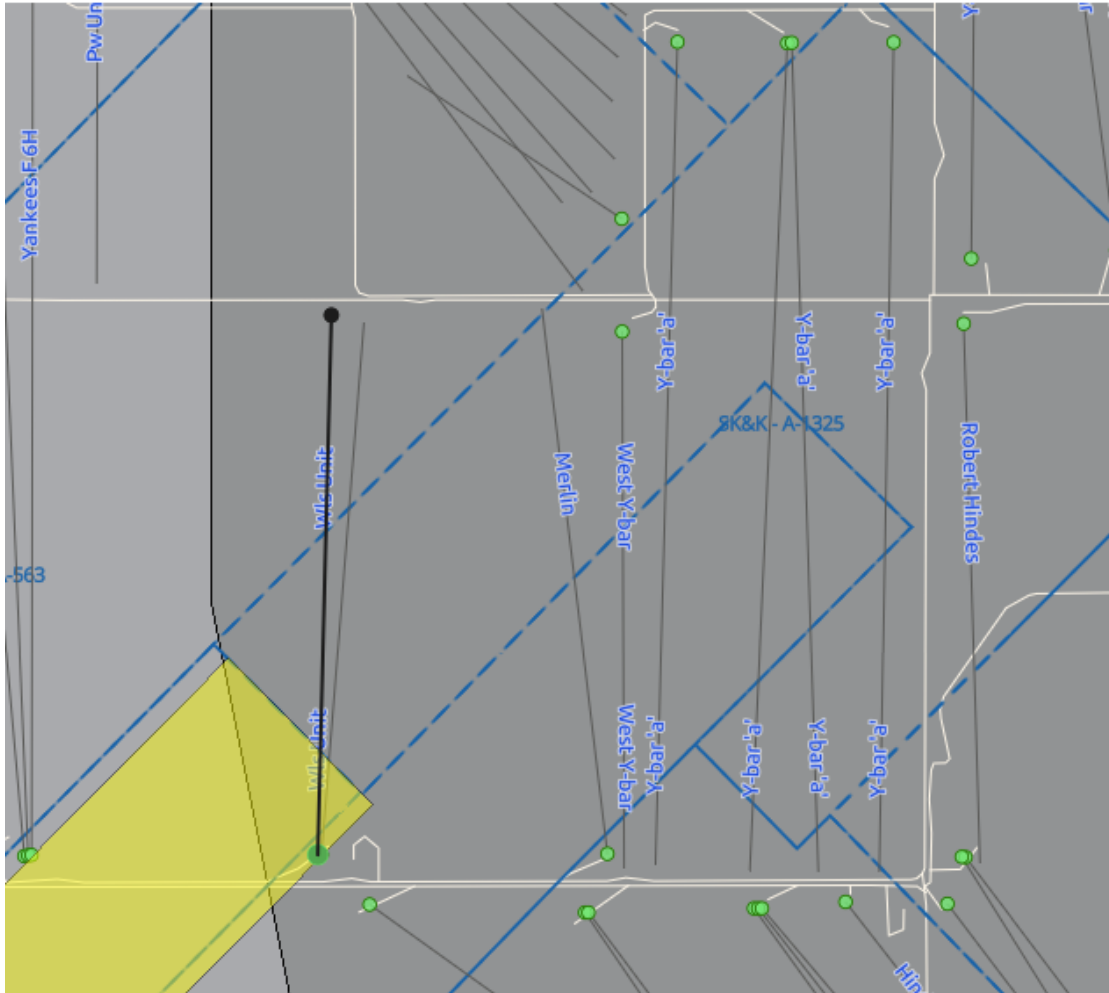 Pw Un
Y
Yankees F 6H
Y-bar 'a'
Y-bar 'a'
Y-bar 'a'
SK&K - A-1325
Wls Unit
Merlin
West Y-bar
Robert Hindes
-563
Wls Unit
West Y-bar
Y-bar 'a'
Y-bar 'a'
Y-bar 'a'
Y-bar 'a'
Hin